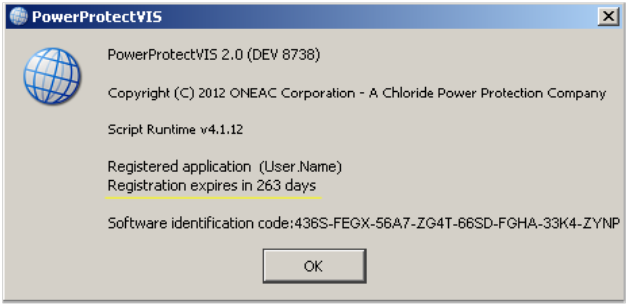 PowerProtectVIS
PowerProtectVIS 2.0 (DEV 8738)
Copyright (C) 2012 ONEAC Corporation - A Chloride Power Protection Company
Script Runtime v4.1.12
Registered application (User.Name)
Registration expires in 263 days
Software identification code:436S-FEGX-56A7-ZG4T-66SD-FGHA-33K4-ZYNP
OK